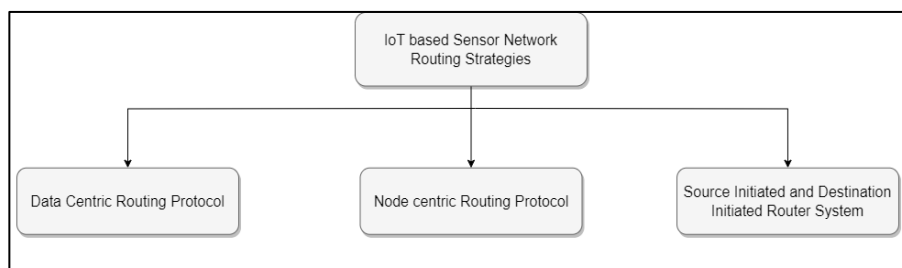 IoT based Sensor Network
Routing Strategies
Data Centric Routing Protocol
Node centric Routing Protocol
Source Initiated and Destination
Initiated Router System